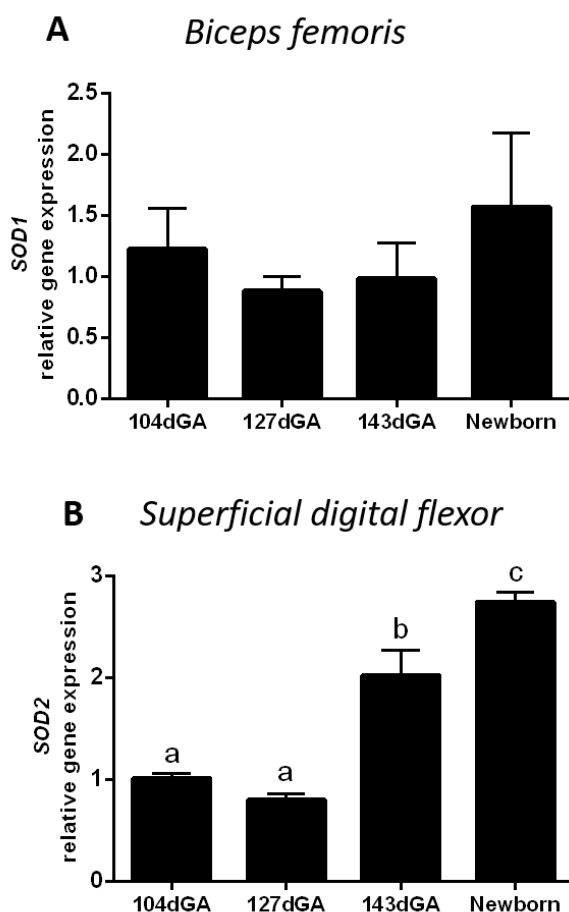 A Biceps femoris
SOD1
relative gene expression
2.5
2.0
1.5
1.0
0.5
0.0
104dGA 127dGA 143dGA Newborn
B Superficial digital flexor
SOD2
relative gene expression
3
2
1
0
a a b c
104dGA 127dGA 143dGA Newborn